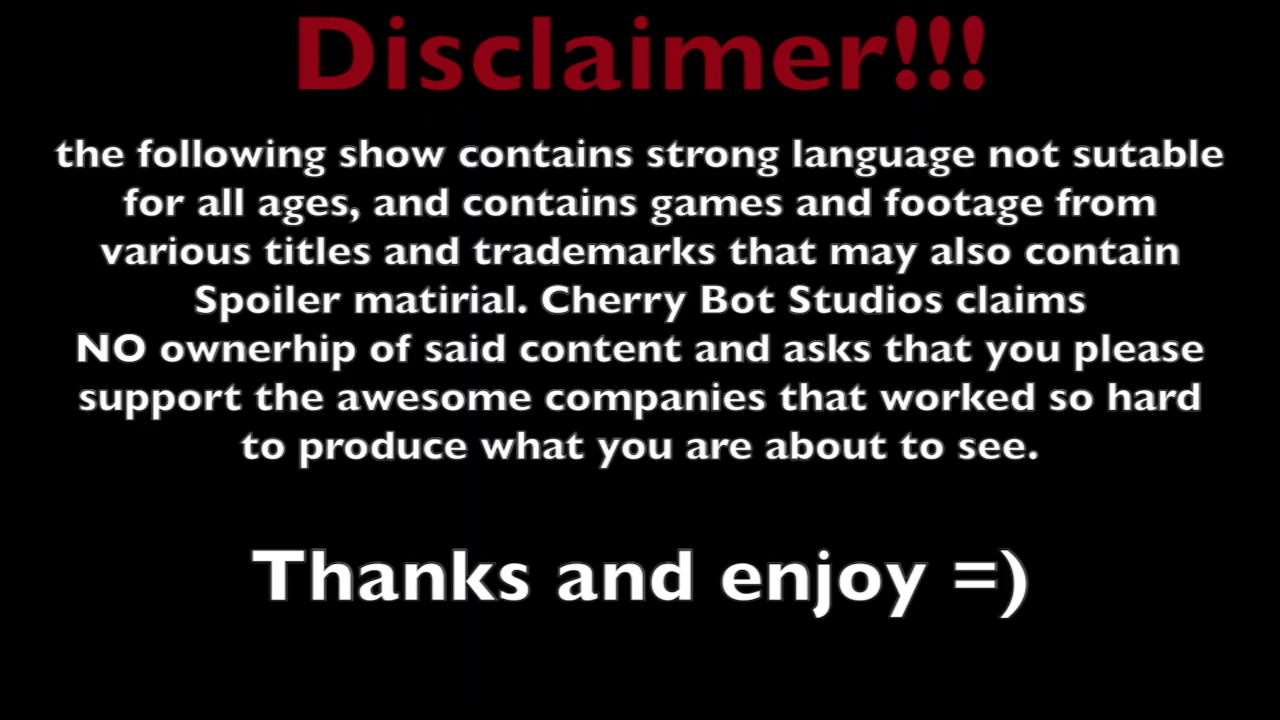 Disclaimer!!!
the following show contains strong language not sutable
for all ages, and contains games and footage from
various titles and trademarks that may also contain
Spoiler matirial. Cherry Bot Studios claims
NO ownerhip of said content and asks that you please
support the awesome companies that worked so hard
to produce what you are about to see.
Thanks and enjoy =)